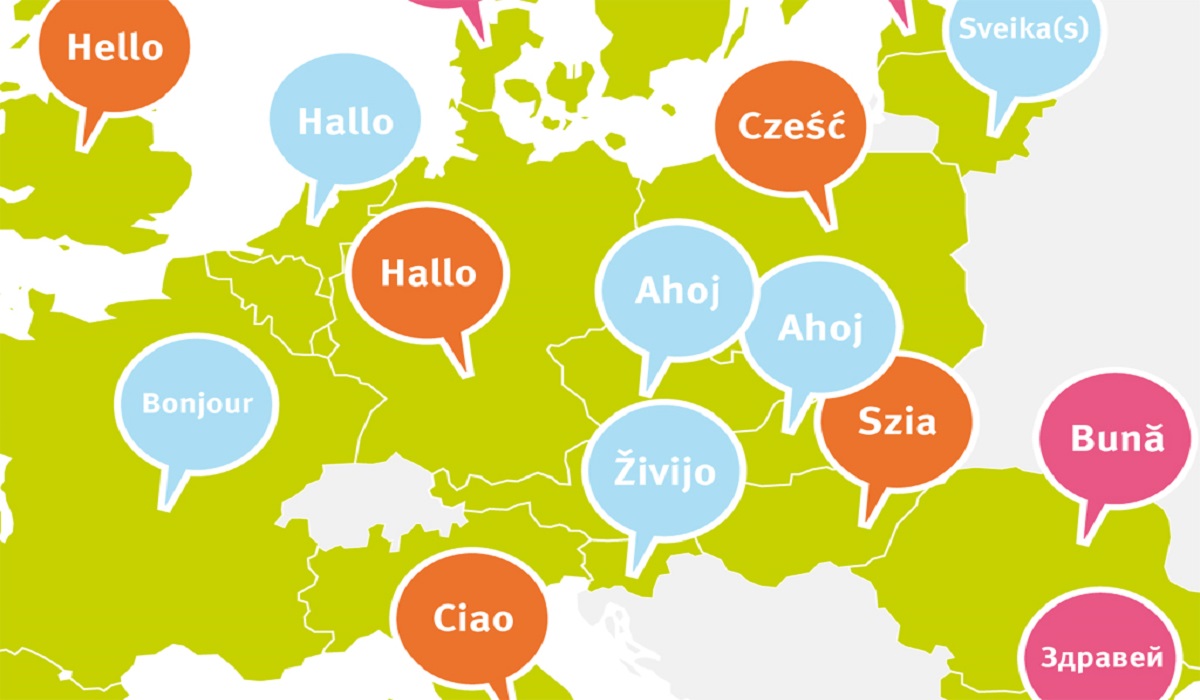 Hello
Sveika(s)
Hallo
Cześć
Hallo
Ahoj
Ahoj
Bonjour
Szia
Bună
Živijo
Ciao
Здравей